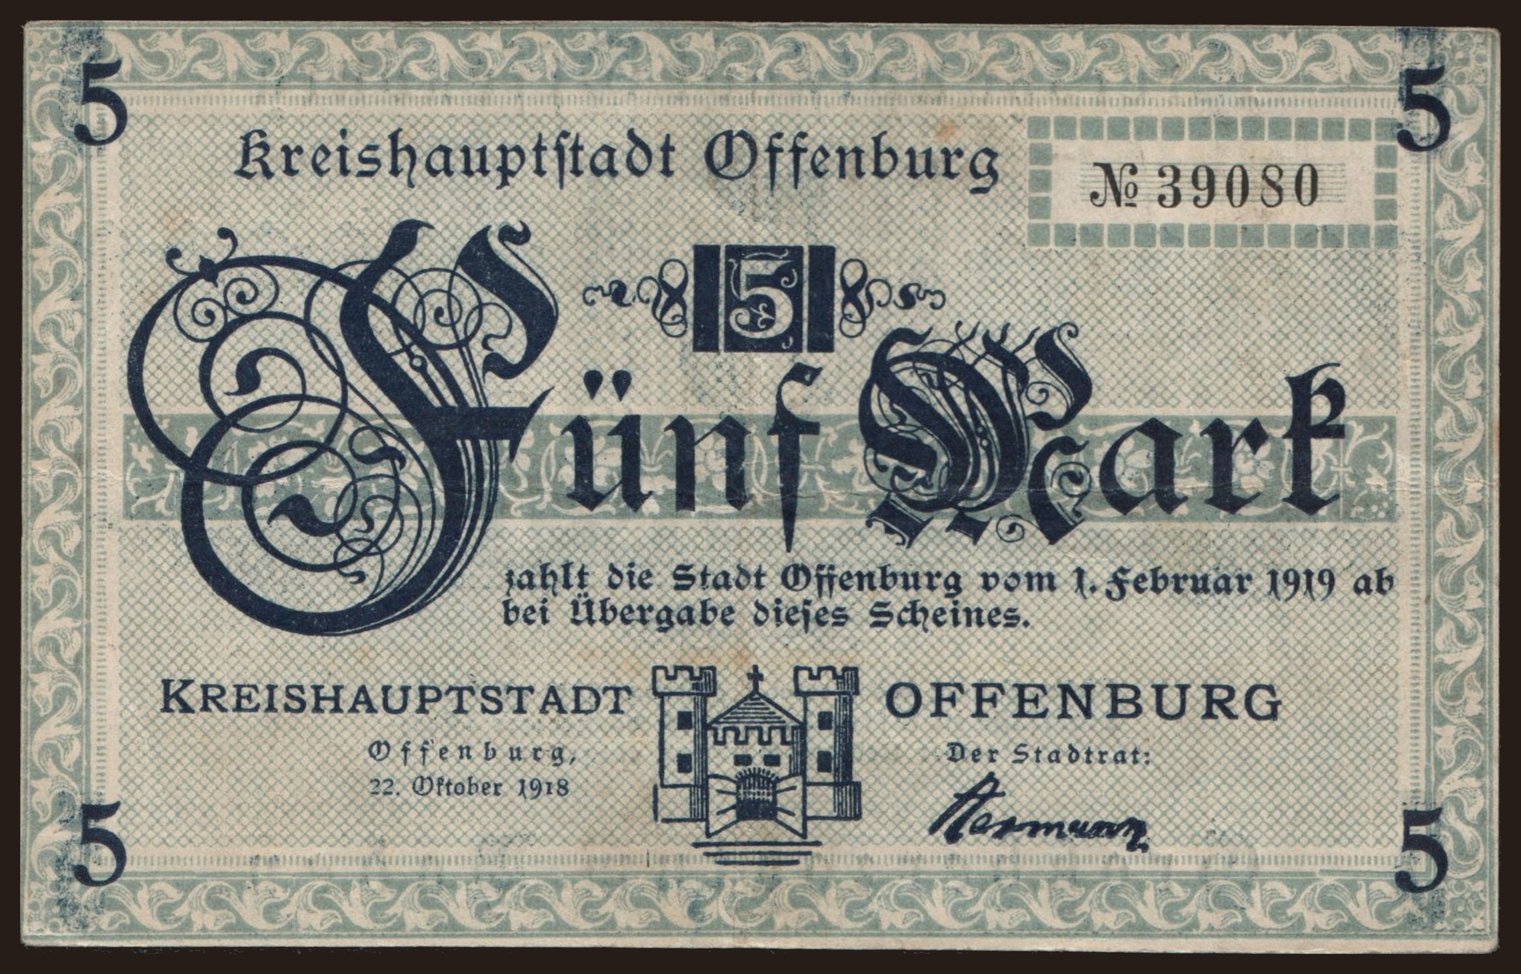 5 5
Kreishauptſtadt Offenburg
№ 39080
5
Fünf Mark
zahlt die Stadt Offenburg vom 1. Februar 1919 ab
bei Übergabe dieſes Scheines.
KREISHAUPTSTADT OFFENBURG
Offenburg,
22. Oktober 1918
Der Stadtrat:
Hermann
5 5